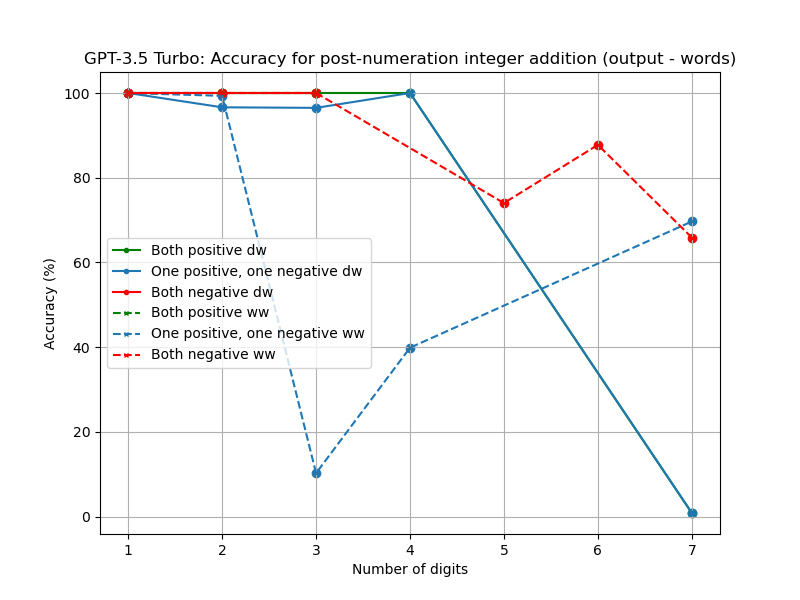 GPT-3.5 Turbo: Accuracy for post-numeration integer addition (output - words)
100
80
60
40
20
0
Accuracy (%)
Both positive dw
One positive, one negative dw
Both negative dw
Both positive ww
One positive, one negative ww
Both negative ww
1 2 3 4 5 6 7
Number of digits